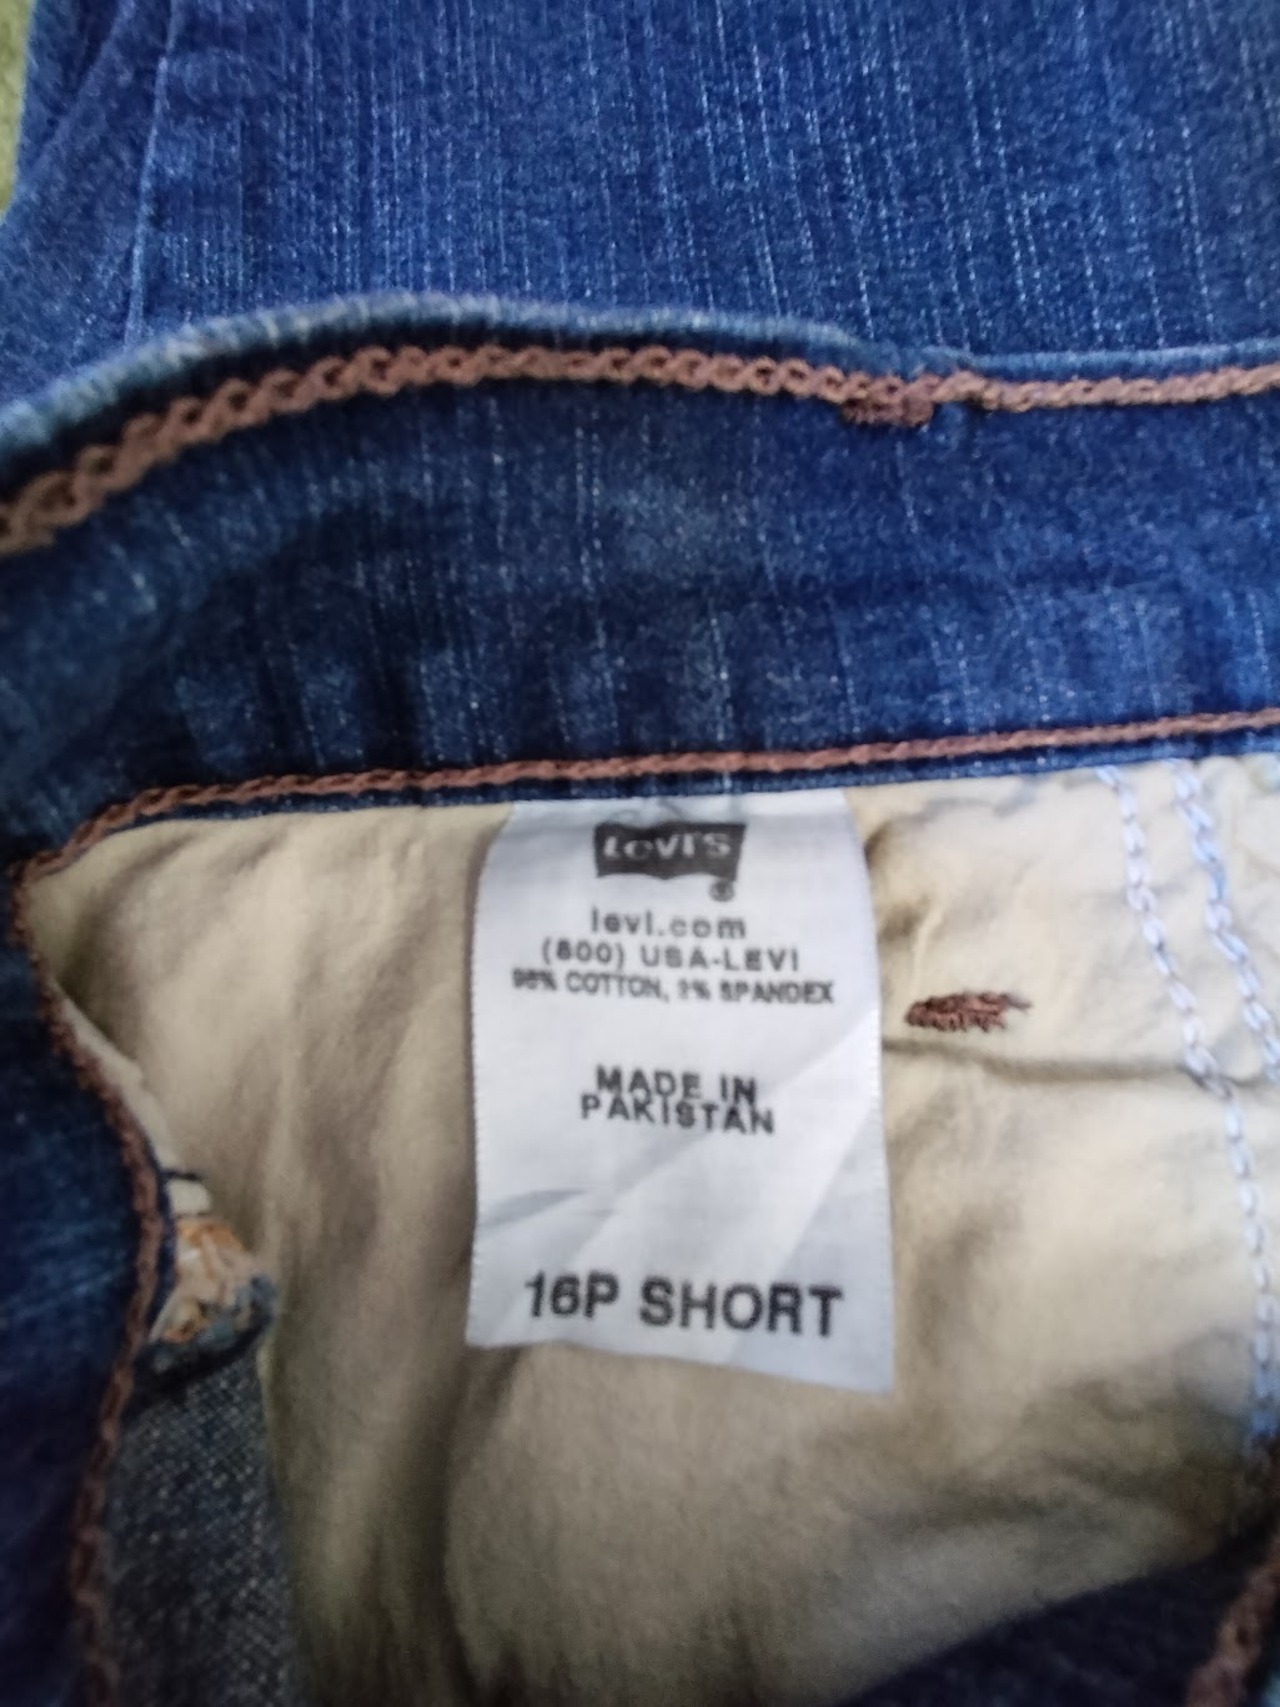 Levi's
levi.com
(800) USA-LEVI
98% COTTON, 2% SPANDEX
MADE IN
PAKISTAN
16P SHORT